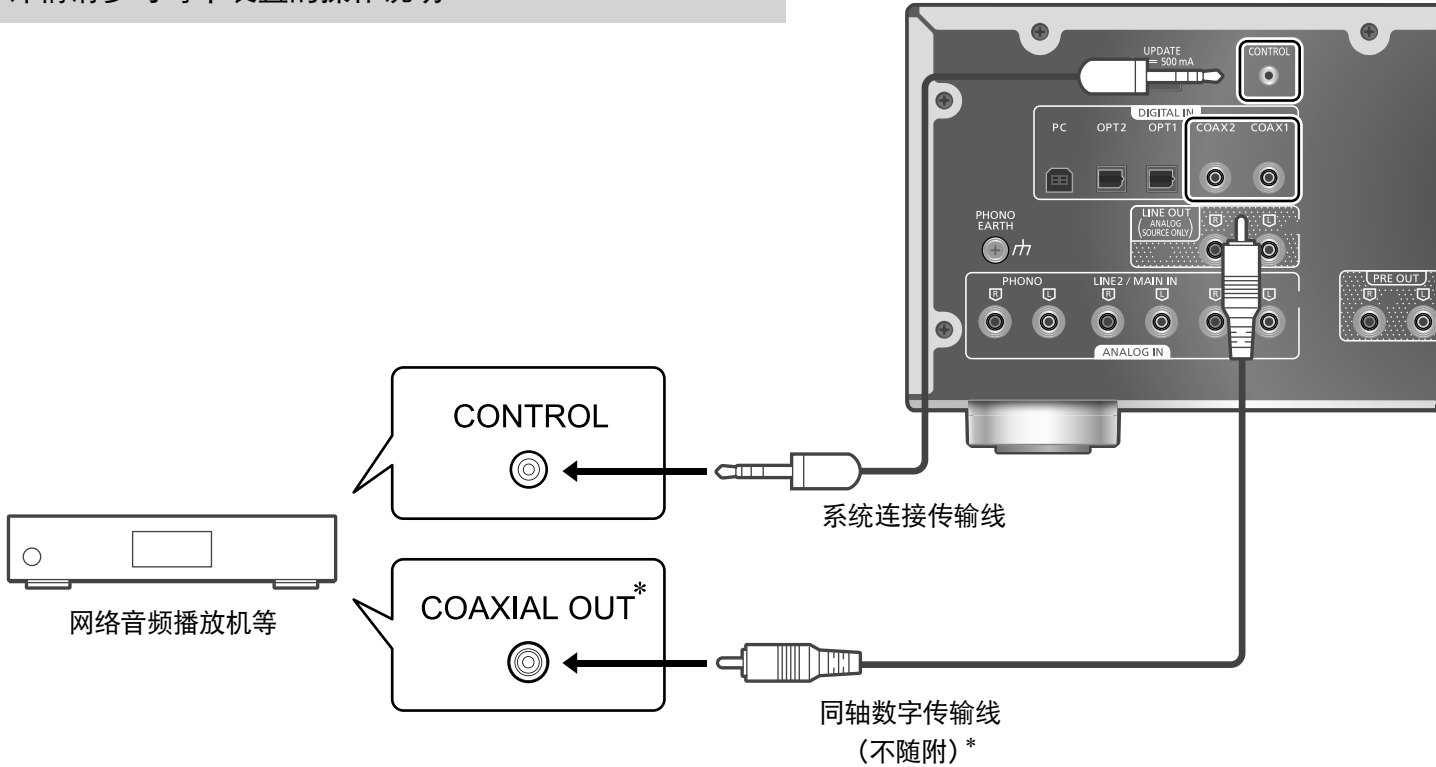 UPDATE
500 mA
CONTROL
DIGITAL IN
PC OPT2 OPT1 COAX2 COAX1
PHONO
EARTH
LINE OUT
(ANALOG
SOURCE ONLY)
R L
PHONO LINE2 / MAIN IN
R L R L R L
ANALOG IN
PRE OUT
R L
CONTROL
系统连接传输线
COAXIAL OUT*
网络音频播放机等
同轴数字传输线
（不随附）*